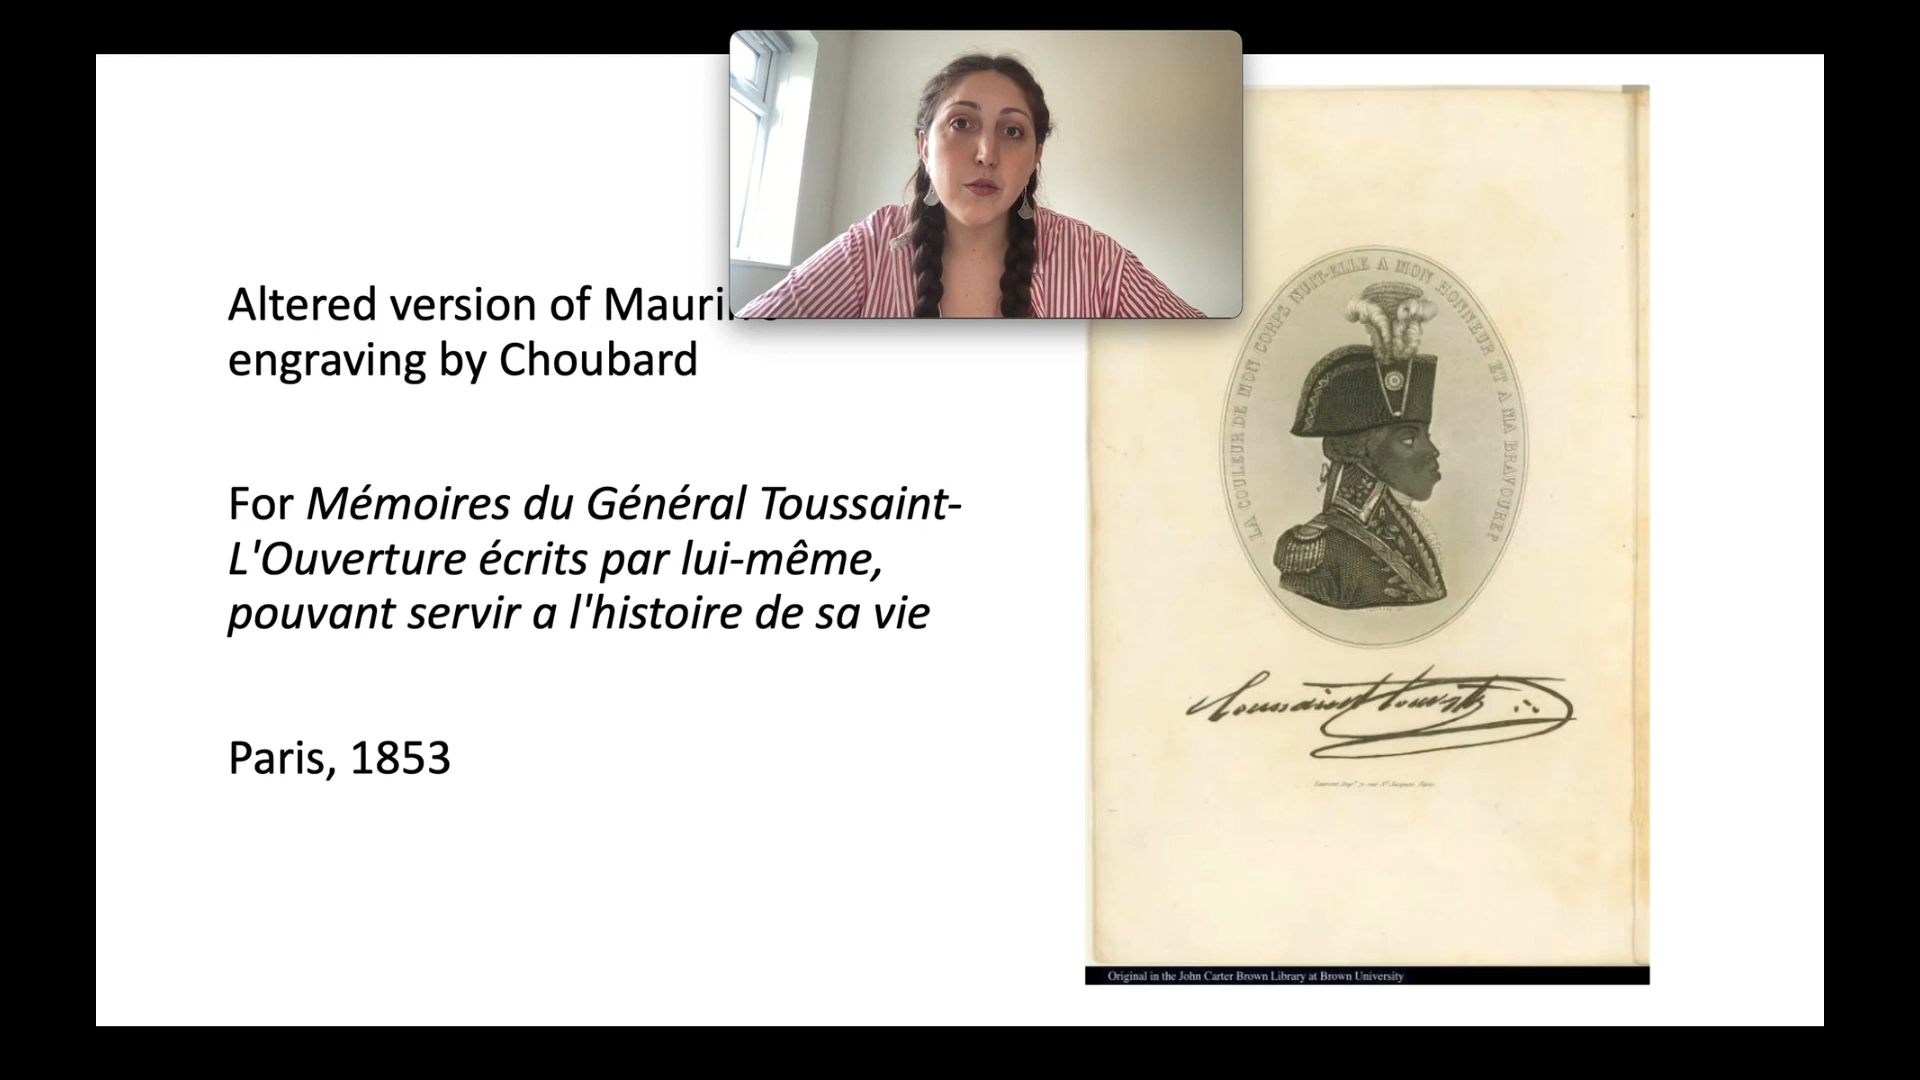 Altered version of Mauri
engraving by Choubard
For Mémoires du Général Toussaint-
L'Ouverture écrits par lui-même,
pouvant servir a l'histoire de sa vie
Paris, 1853
LA COULEUR DE MON CORPS NUIT-ELLE A MON HONNEUR ET A MA BRAVOURE?
Toussaint Louverture
Original in the John Carter Brown Library at Brown University